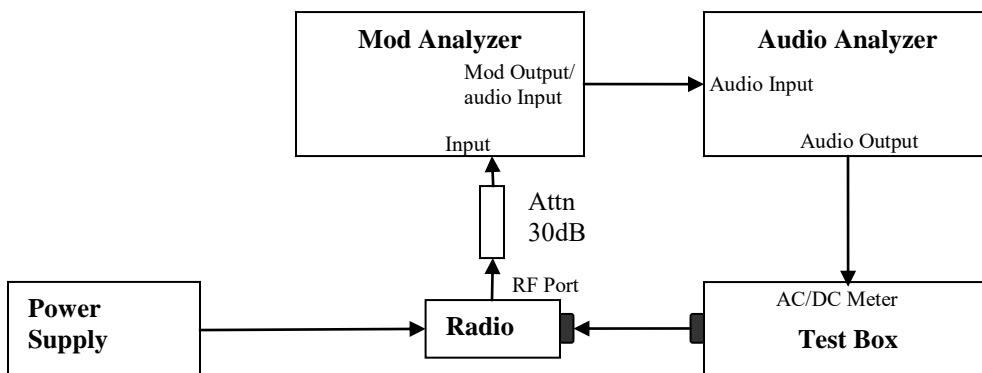 Mod Analyzer
Mod Output/
audio Input
Input
Audio Analyzer
Audio Input
Audio Output
Attn
30dB
RF Port
Power
Supply
Radio
AC/DC Meter
Test Box